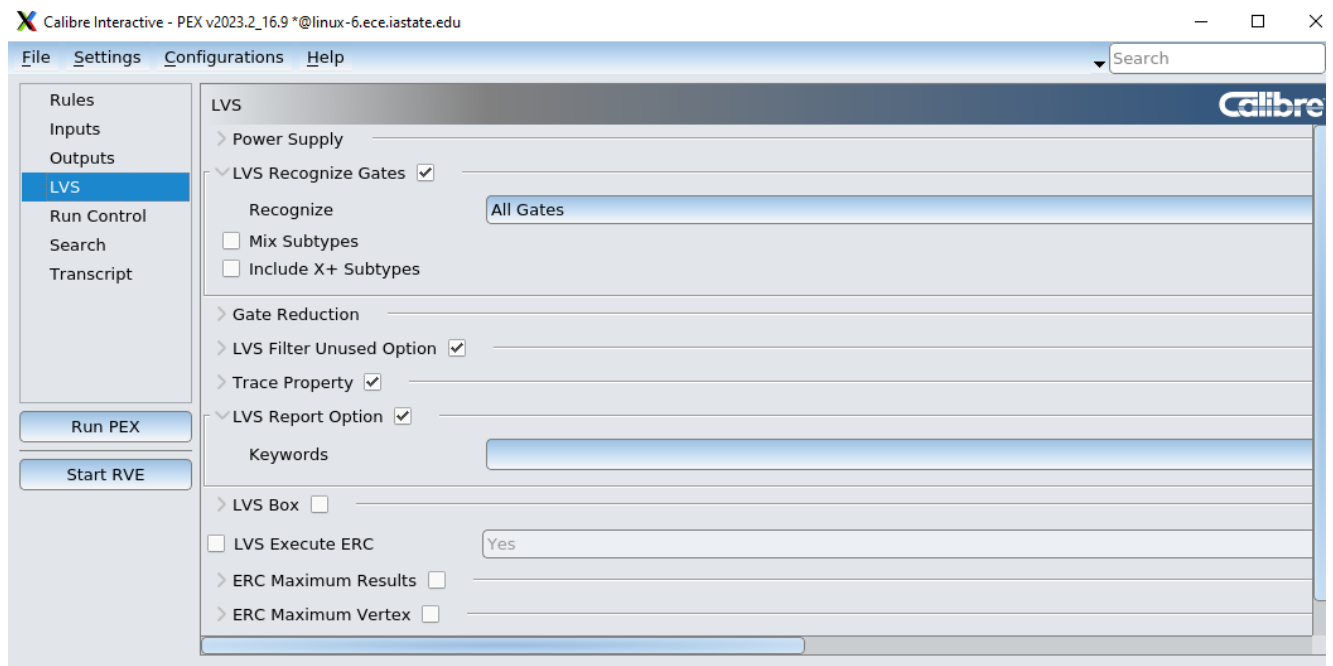 Calibre Interactive - PEX v2023.2_16.9 *@linux-6.ece.iastate.edu
File Settings Configurations Help Search
Rules
Inputs
Outputs
LVS
Run Control
Search
Transcript
Run PEX
Start RVE
LVS Calibre
Power Supply
LVS Recognize Gates
Recognize All Gates
Mix Subtypes
Include X+ Subtypes
Gate Reduction
LVS Filter Unused Option
Trace Property
LVS Report Option
Keywords
LVS Box
LVS Execute ERC Yes
ERC Maximum Results
ERC Maximum Vertex